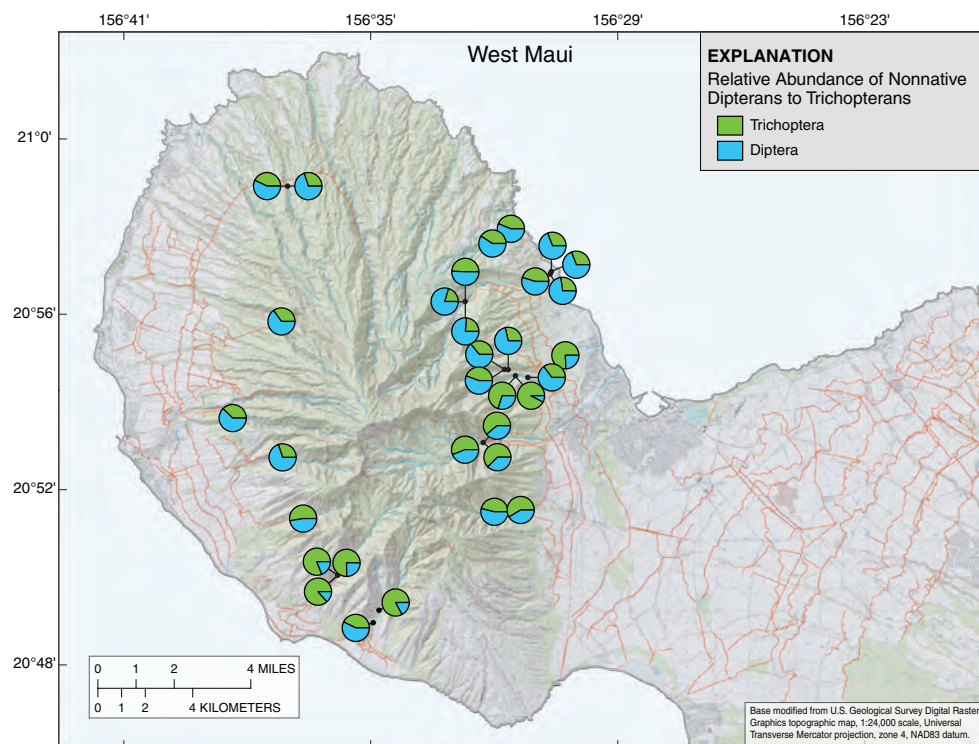 156°41' 156°35' 156°29' 156°23'
West Maui
EXPLANATION
Relative Abundance of Nonnative
Dipterans to Trichopterans
Trichoptera
Diptera
21°0'
20°56'
20°52'
20°48'
0 1 2 4 MILES
0 1 2 4 KILOMETERS
Base modified from U.S. Geological Survey Digital Raster
Graphics topographic map, 1:24,000 scale, Universal
Transverse Mercator projection, zone 4, NAD83 datum.